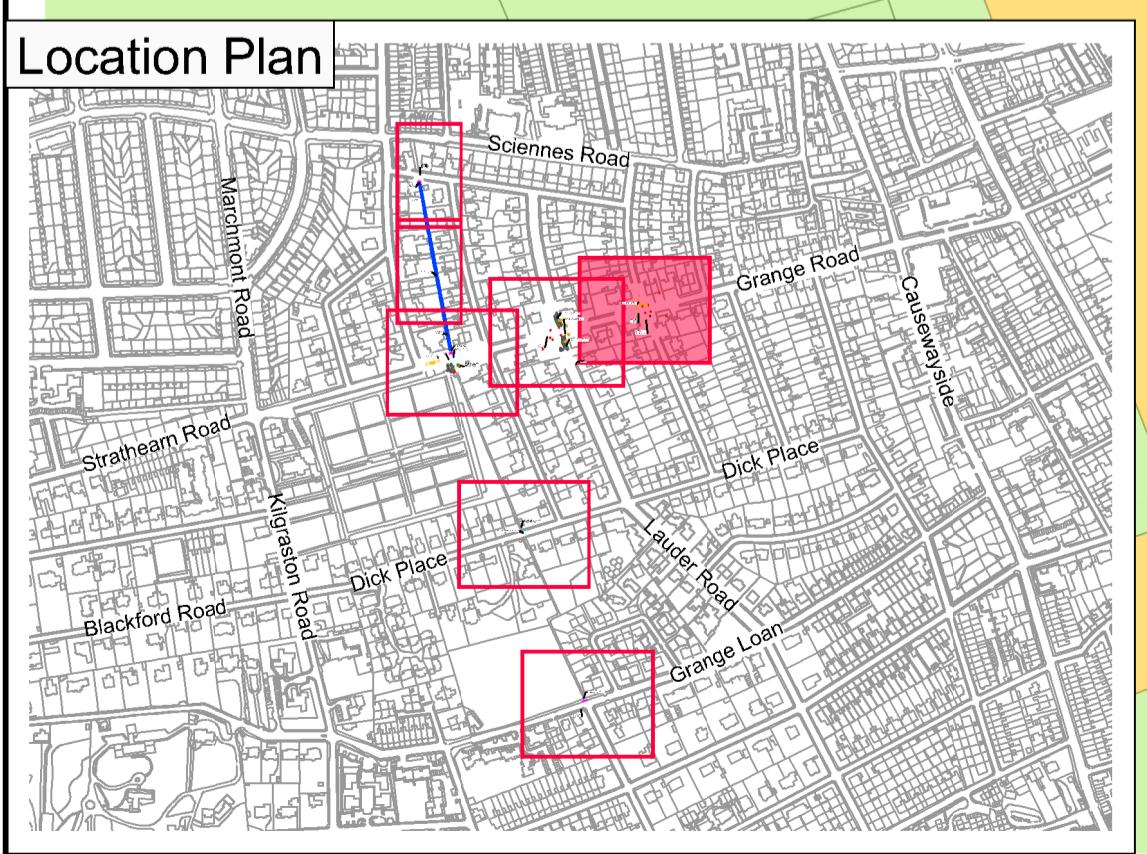 Location Plan
Sciennes Road
Marchmont Road
Grange Road
Causewayside
Strathearn Road
Dick Place
Kilgraston Road
Lauder Road
Dick Place
Blackford Road
Grange Loan